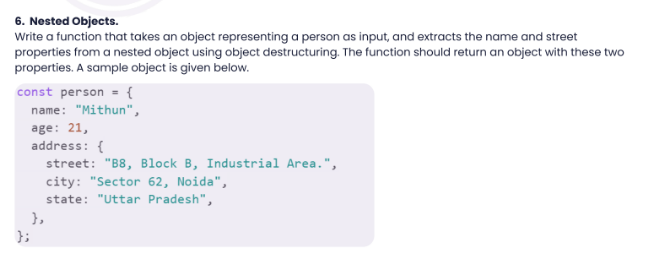 6. Nested Objects.
Write a function that takes an object representing a person as input, and extracts the name and street
properties from a nested object using object destructuring. The function should return an object with these two
properties. A sample object is given below.
const person = {
  name: "Mithun",
  age: 21,
  address: {
    street: "B8, Block B, Industrial Area.",
    city: "Sector 62, Noida",
    state: "Uttar Pradesh",
  },
};